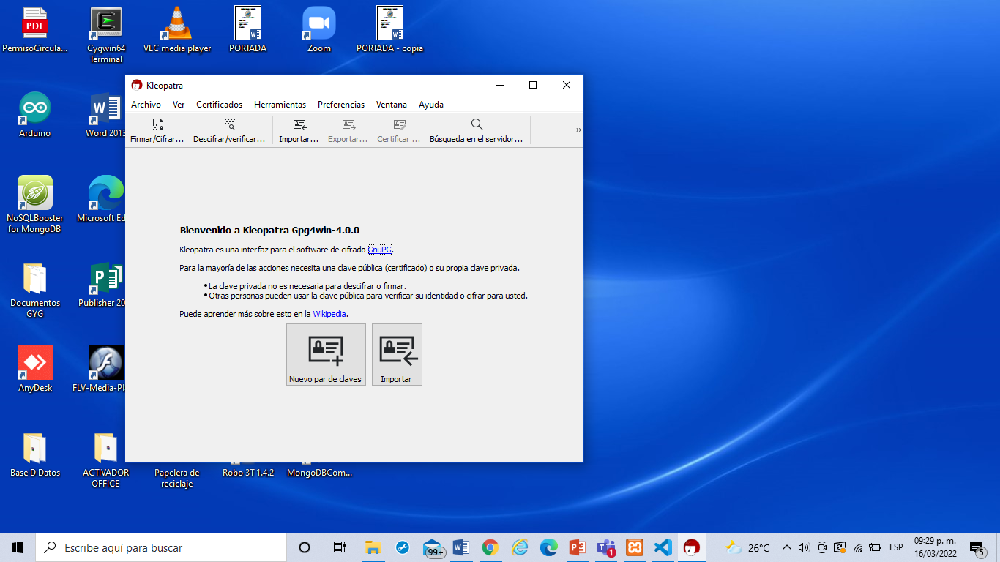 PermisoCircula...
Cygwin64
Terminal
VLC media player
PORTADA
Zoom
PORTADA - copia
Kleopatra
Archivo Ver Certificados Herramientas Preferencias Ventana Ayuda
Firmar/Cifrar... Descifrar/verificar... Importar... Exportar... Certificar ... Búsqueda en el servidor...
»
Arduino
Word 2013
NoSQLBooster
for MongoDB
Microsoft Ed
Bienvenido a Kleopatra Gpg4win-4.0.0
Kleopatra es una interfaz para el software de cifrado GnuPG.
Para la mayoría de las acciones necesita una clave pública (certificado) o su propia clave privada.
• La clave privada no es necesaria para descifrar o firmar.
• Otras personas pueden usar la clave pública para verificar su identidad o cifrar para usted.
Puede aprender más sobre esto en la Wikipedia.
Nuevo par de claves Importar
Documentos
GYG
Publisher 20
AnyDesk
FLV-Media-Pl
Base D Datos
ACTIVADOR
OFFICE
Papelera de
reciclaje
Robo 3T 1.4.2
MongoDBCom...
PDF
Escribe aquí para buscar
99+
1
26°C
ESP
09:29 p. m.
16/03/2022
5